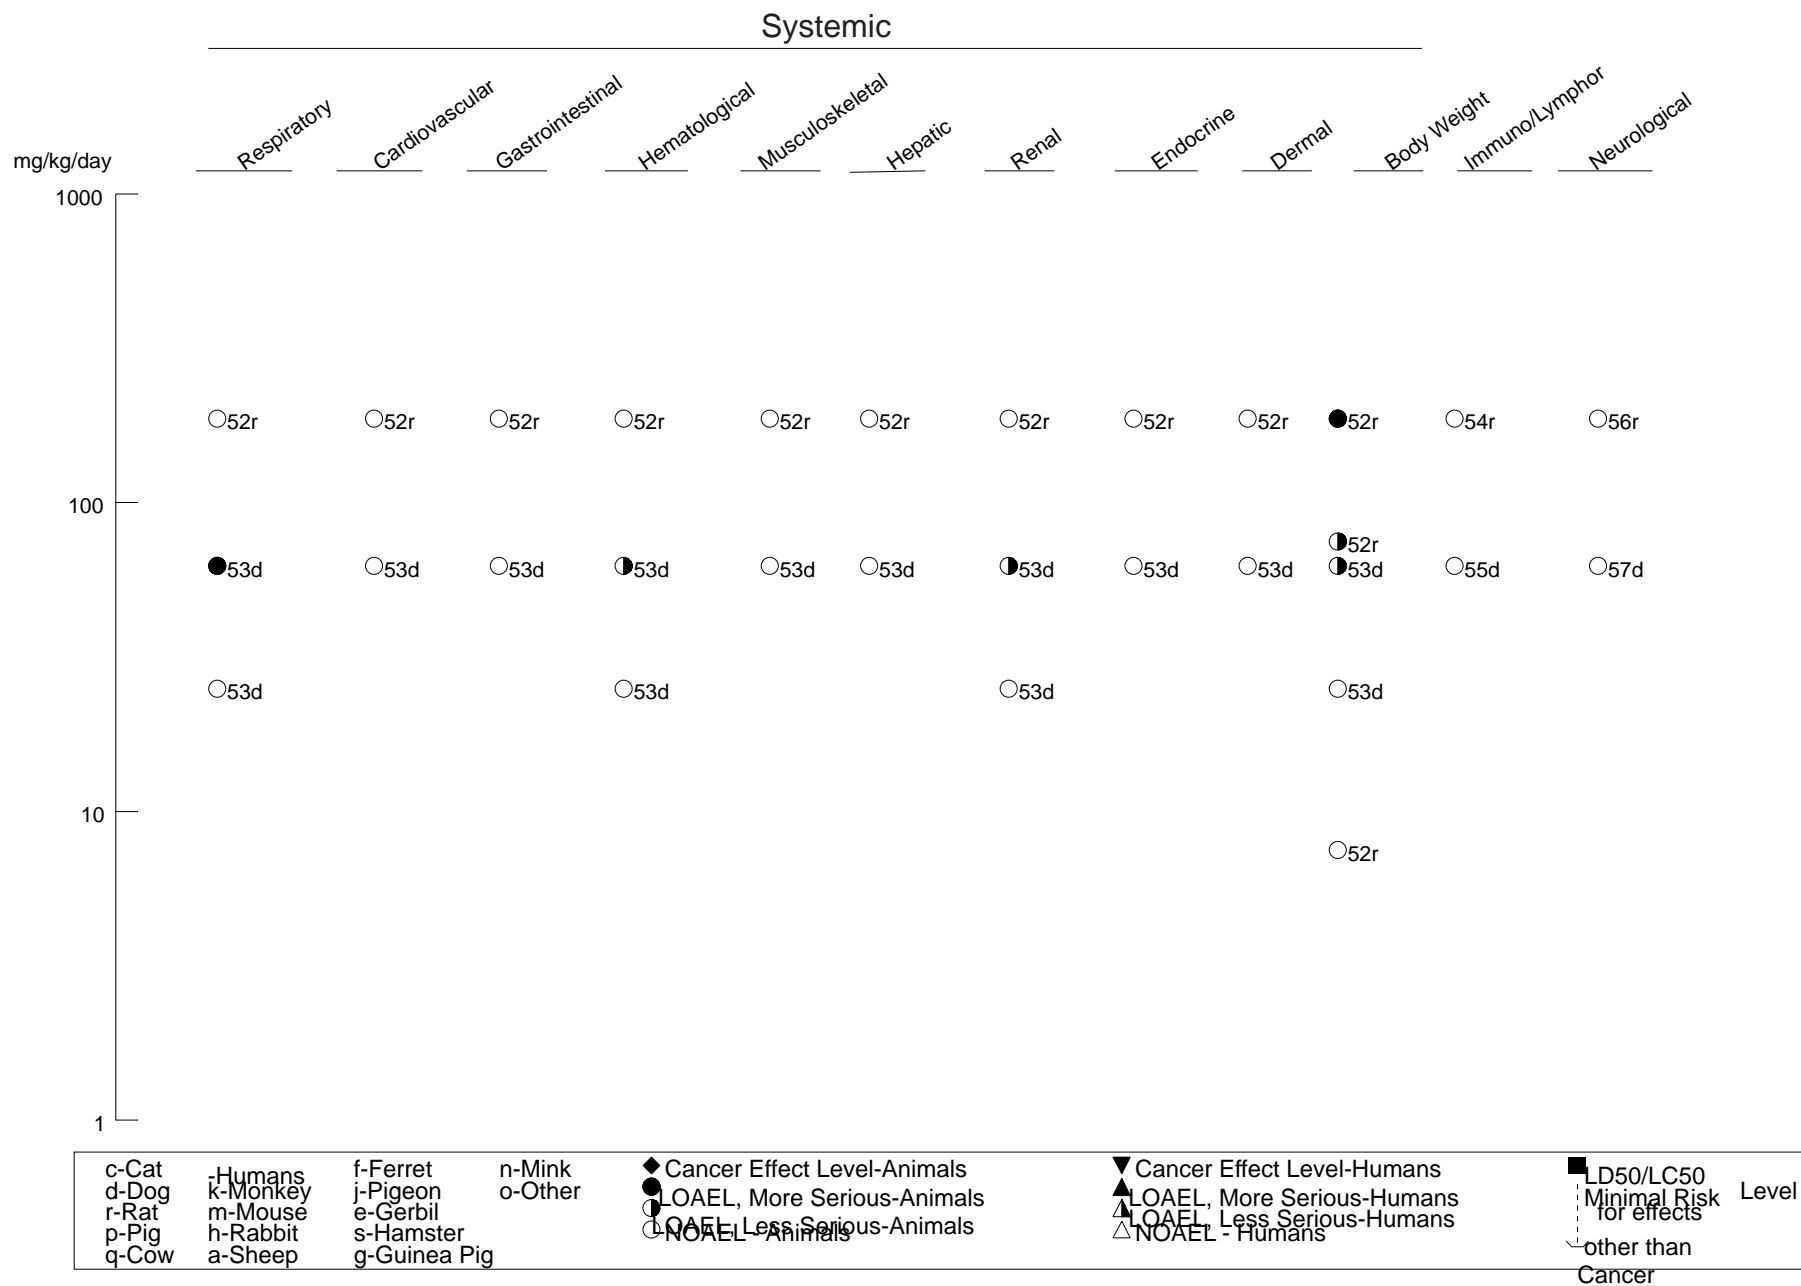 Systemic
mg/kg/day
Respiratory
Cardiovascular
Gastrointestinal
Hematological
Musculoskeletal
Hepatic
Renal
Endocrine
Dermal
Body Weight
Immuno/Lymphor
Neurological
1000
52r 52r 52r 52r 52r 52r 52r 52r 52r 52r 54r 56r
100
52r
53d 53d 53d 53d 53d 53d 53d 53d 53d 53d 55d 57d
53d 53d 53d 53d
10
52r
1
c-Cat
d-Dog
r-Rat
p-Pig
q-Cow
-Humans
k-Monkey
m-Mouse
h-Rabbit
a-Sheep
f-Ferret
j-Pigeon
e-Gerbil
s-Hamster
g-Guinea Pig
n-Mink
o-Other
Cancer Effect Level-Animals
LOAEL, More Serious-Animals
LOAEL, Less Serious-Animals
NOAEL - Animals
Cancer Effect Level-Humans
LOAEL, More Serious-Humans
LOAEL, Less Serious-Humans
NOAEL - Humans
LD50/LC50
Minimal Risk Level
for effects
other than
Cancer